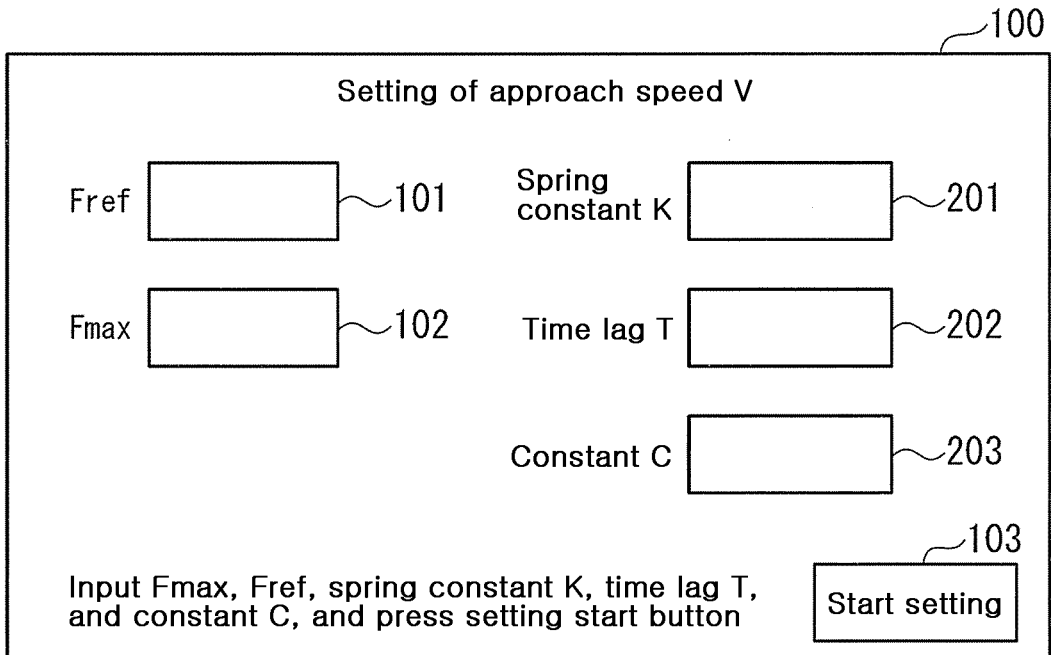 100
Setting of approach speed V
Fref
101
Spring
constant K
201
Fmax
102
Time lag T
202
Constant C
203
103
Input Fmax, Fref, spring constant K, time lag T,
and constant C, and press setting start button
Start setting